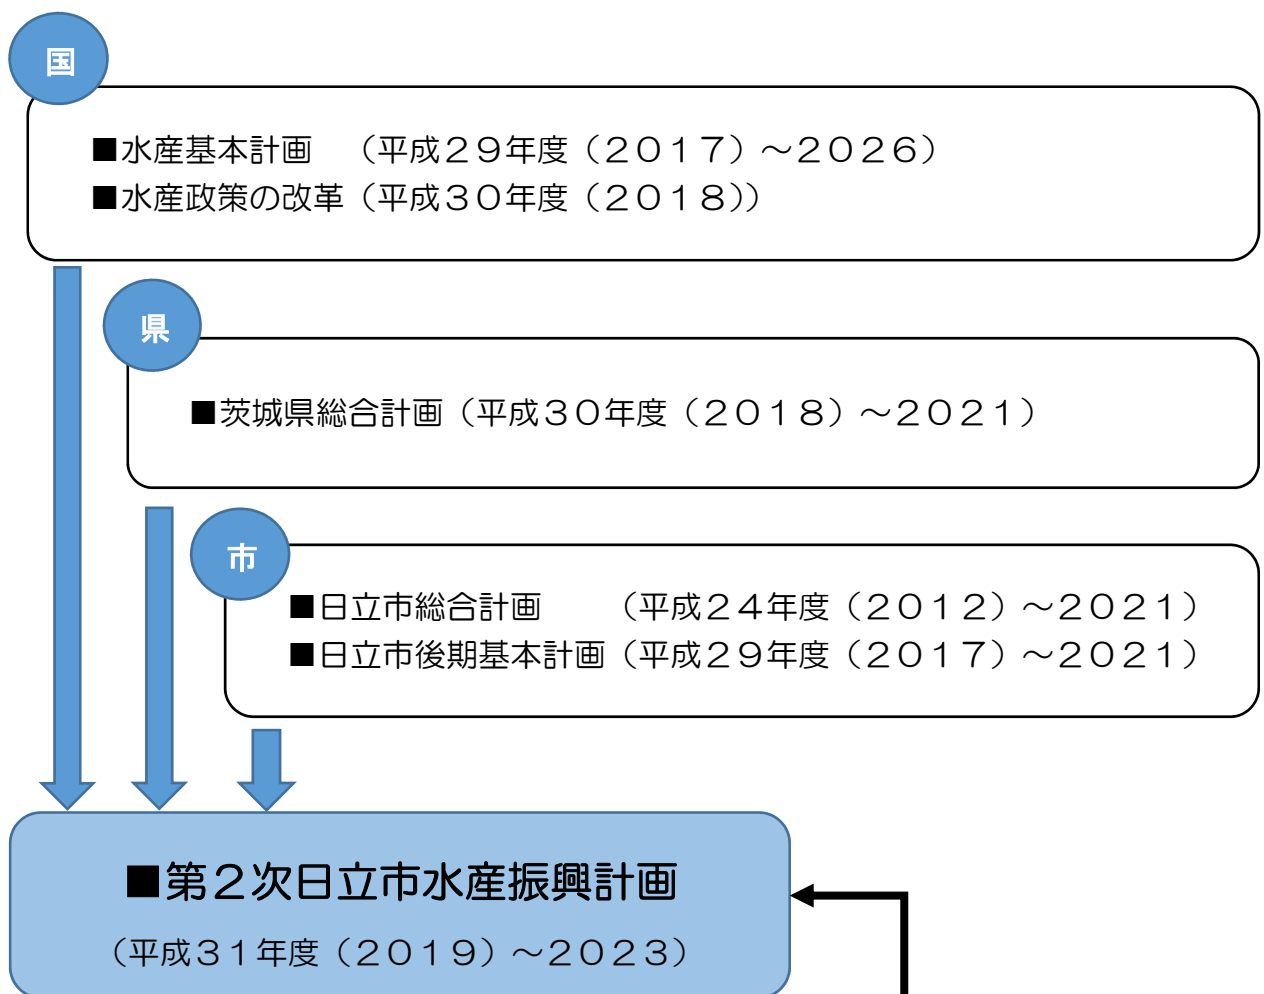 国
■水産基本計画　（平成２９年度（２０１７）～２０２６）
■水産政策の改革（平成３０年度（２０１８））
県
■茨城県総合計画（平成３０年度（２０１８）～２０２１）
市
■日立市総合計画　　（平成２４年度（２０１２）～２０２１）
■日立市後期基本計画（平成２９年度（２０１７）～２０２１）
■第２次日立市水産振興計画
（平成３１年度（２０１９）～２０２３）